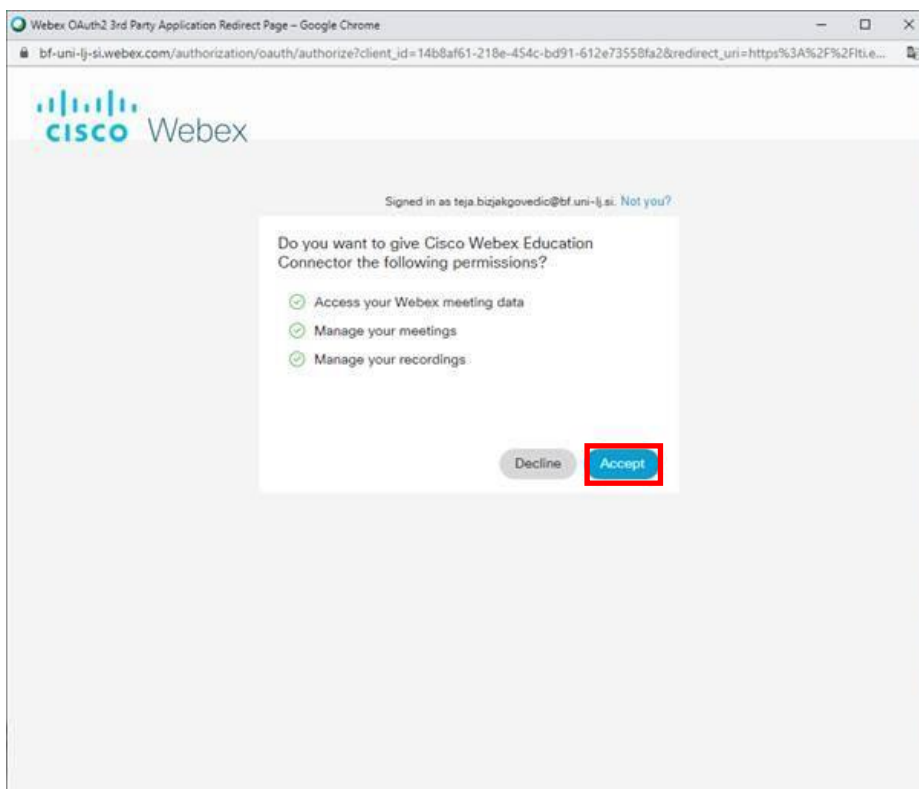 Webex OAuth2 3rd Party Application Redirect Page – Google Chrome
bf-uni-lj-si.webex.com/authorization/oauth/authorize?client_id=14b8af61-218e-454c-bd91-612e73558fa2&redirect_uri=https%3A%2F%2Flti.e...
CISCO Webex
Signed in as teja.bizjakgovedic@bf.uni-lj.si. Not you?
Do you want to give Cisco Webex Education
Connector the following permissions?
Access your Webex meeting data
Manage your meetings
Manage your recordings
Decline Accept